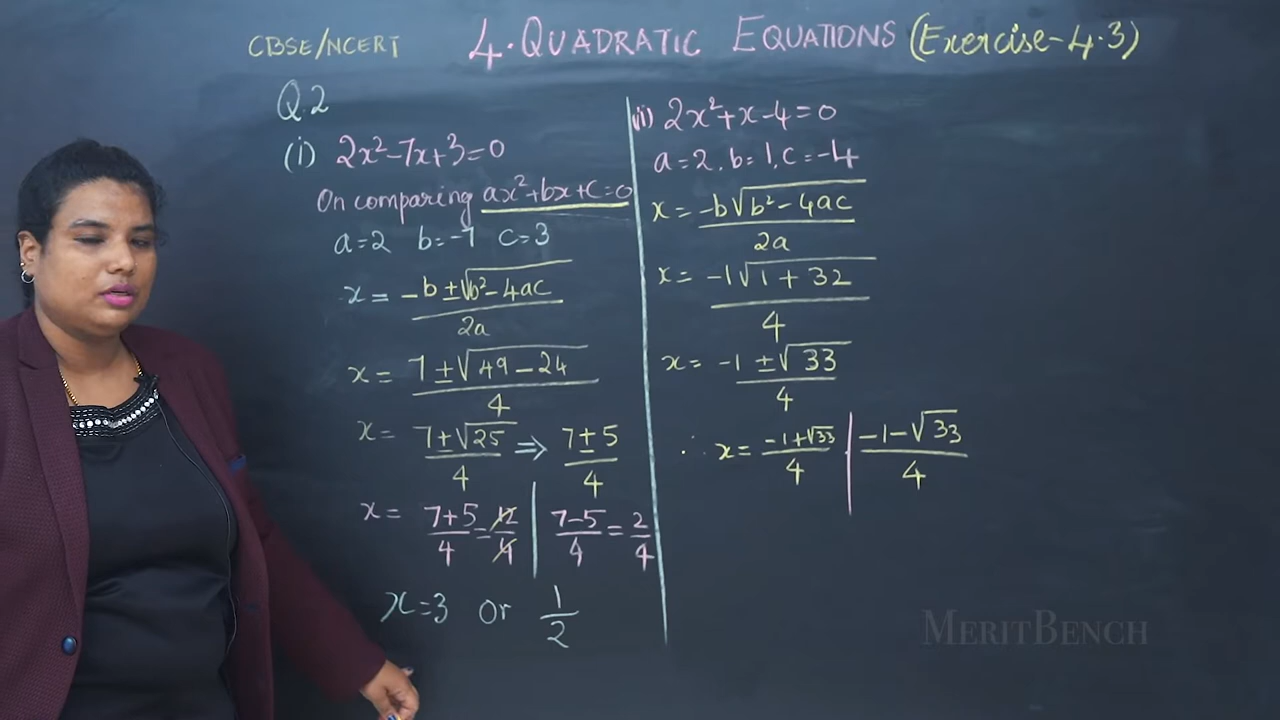 CBSE/NCERT 4. QUADRATIC EQUATIONS (Exercise-4.3)
Q.2
(i) 2x²-7x+3=0
On comparing ax²+bx+c=0
a=2 b=-7 c=3
x = -b±√b²-4ac / 2a
x = 7±√49-24 / 4
x = 7±√25 / 4 ⇒ 7±5 / 4
x = 7+5 / 4 = 12 / 4 | 7-5 / 4 = 2 / 4
x=3 Or 1 / 2
ii) 2x²+x-4=0
a=2, b=1, c=-4
x = -b√b²-4ac / 2a
x = -1√1+32 / 4
x = -1±√33 / 4
∴ x = -1+√33 / 4 | -1-√33 / 4
MERITBENCH